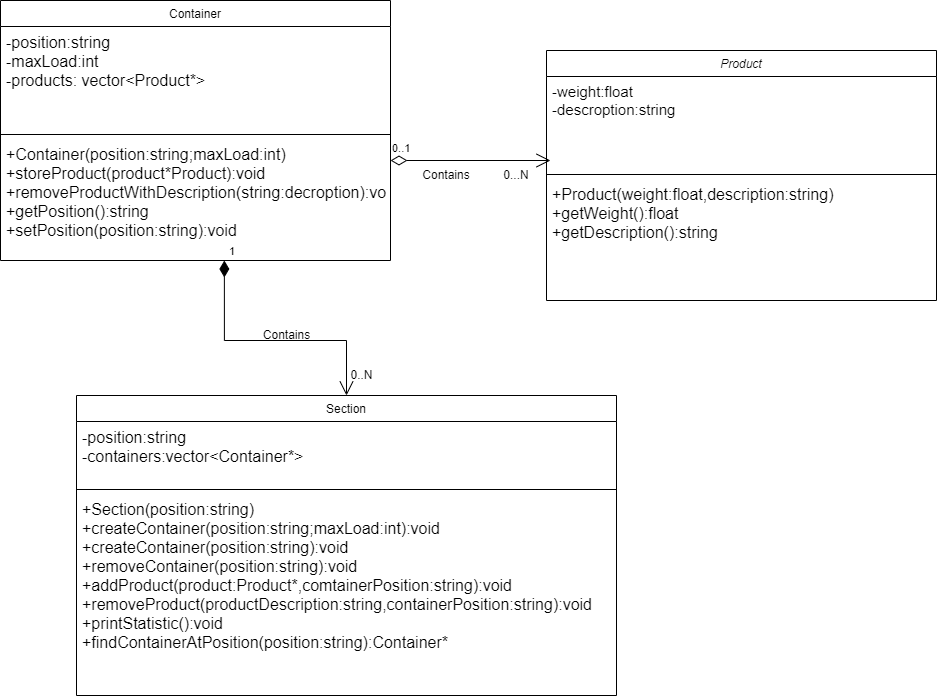 Container
-position:string
-maxLoad:int
-products: vector<Product*>
+Container(position:string;maxLoad:int)
+storeProduct(product*Product):void
+removeProductWithDescription(string:decroption):vo
+getPosition():string
+setPosition(position:string):void
0..1
Contains
0...N
Product
-weight:float
-descroption:string
+Product(weight:float,description:string)
+getWeight():float
+getDescription():string
1
Contains
0..N
Section
-position:string
-containers:vector<Container*>
+Section(position:string)
+createContainer(position:string;maxLoad:int):void
+createContainer(position:string):void
+removeContainer(position:string):void
+addProduct(product:Product*,comtainerPosition:string):void
+removeProduct(productDescription:string,containerPosition:string):void
+printStatistic():void
+findContainerAtPosition(position:string):Container*